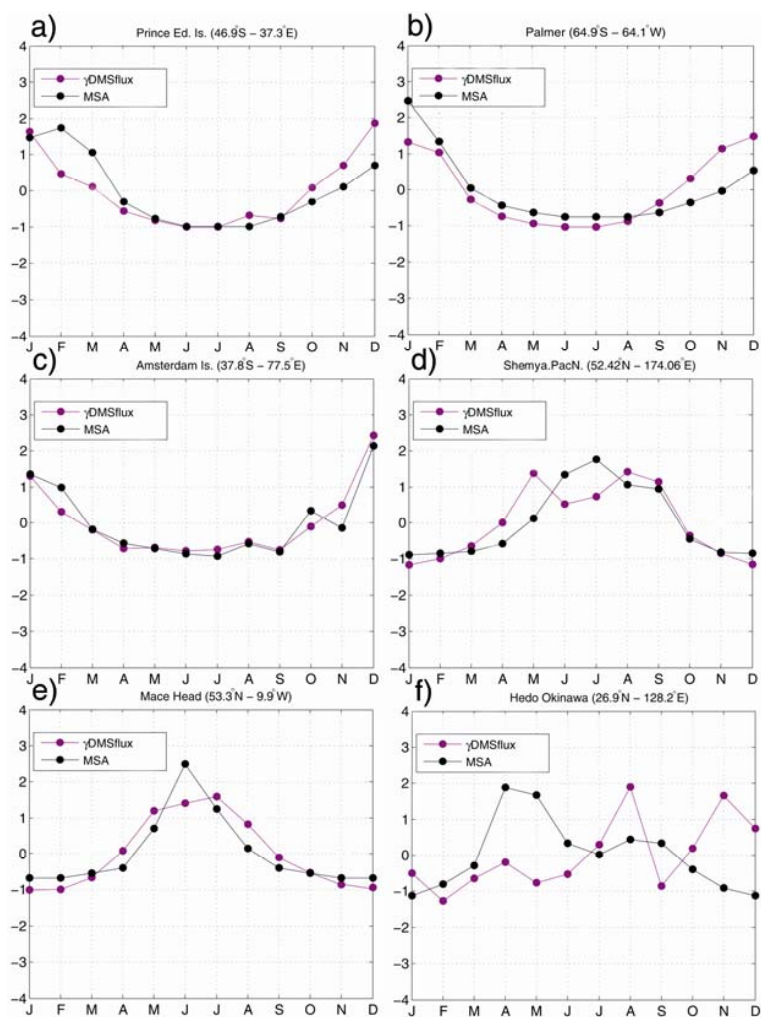 a) Prince Ed. Is. (46.9°S − 37.3°E)
4
3
2
1
0
−1
−2
−3
−4
γDMSflux
MSA
J F M A M J J A S O N D
b) Palmer (64.9°S − 64.1°W)
4
3
2
1
0
−1
−2
−3
−4
γDMSflux
MSA
J F M A M J J A S O N D
c) Amsterdam Is. (37.8°S − 77.5°E)
4
3
2
1
0
−1
−2
−3
−4
γDMSflux
MSA
J F M A M J J A S O N D
d) Shemya.PacN. (52.42°N − 174.06°E)
4
3
2
1
0
−1
−2
−3
−4
γDMSflux
MSA
J F M A M J J A S O N D
e) Mace Head (53.3°N − 9.9°W)
4
3
2
1
0
−1
−2
−3
−4
γDMSflux
MSA
J F M A M J J A S O N D
f) Hedo Okinawa (26.9°N − 128.2°E)
4
3
2
1
0
−1
−2
−3
−4
γDMSflux
MSA
J F M A M J J A S O N D